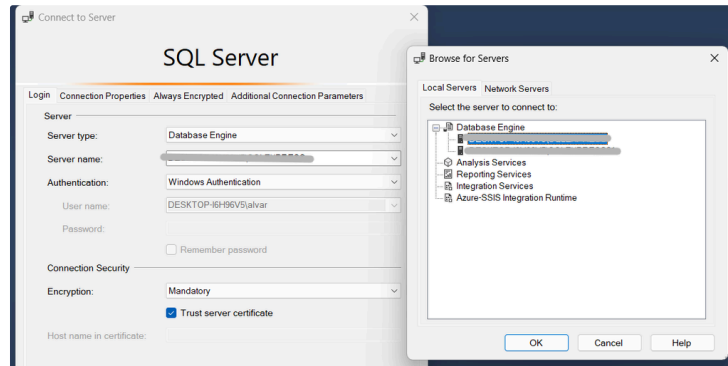 Connect to Server
SQL Server
Login Connection Properties Always Encrypted Additional Connection Parameters
Server
Server type: Database Engine
Server name:
Authentication: Windows Authentication
User name: DESKTOP-I6H96V5\alvar
Password:
Remember password
Connection Security
Encryption: Mandatory
Trust server certificate
Host name in certificate:
Browse for Servers
Local Servers Network Servers
Select the server to connect to:
Database Engine
Analysis Services
Reporting Services
Integration Services
Azure-SSIS Integration Runtime
OK Cancel Help